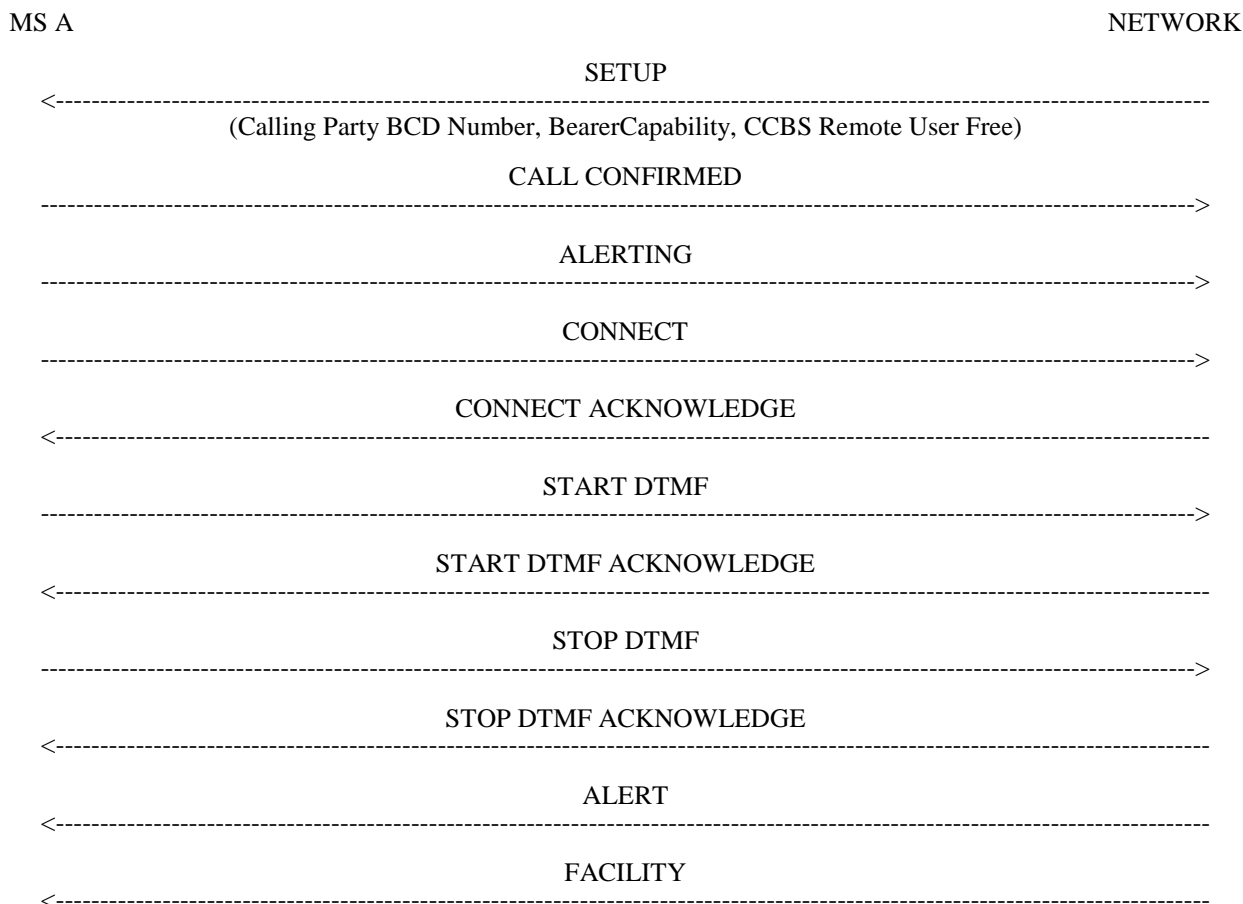 MS A NETWORK
SETUP
<------------------------------------------------------------------------------------------------------------------------------------
(Calling Party BCD Number, BearerCapability, CCBS Remote User Free)
CALL CONFIRMED
------------------------------------------------------------------------------------------------------------------------------------>
ALERTING
------------------------------------------------------------------------------------------------------------------------------------>
CONNECT
------------------------------------------------------------------------------------------------------------------------------------>
CONNECT ACKNOWLEDGE
<------------------------------------------------------------------------------------------------------------------------------------
START DTMF
------------------------------------------------------------------------------------------------------------------------------------>
START DTMF ACKNOWLEDGE
<------------------------------------------------------------------------------------------------------------------------------------
STOP DTMF
------------------------------------------------------------------------------------------------------------------------------------>
STOP DTMF ACKNOWLEDGE
<------------------------------------------------------------------------------------------------------------------------------------
ALERT
<------------------------------------------------------------------------------------------------------------------------------------
FACILITY
<------------------------------------------------------------------------------------------------------------------------------------